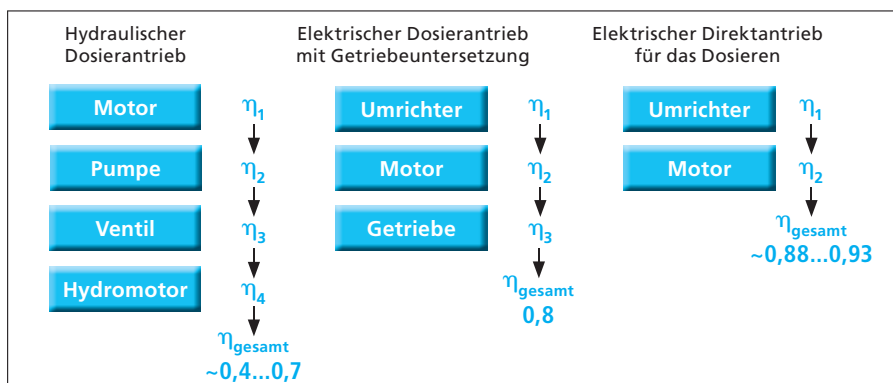 Hydraulischer
Dosierantrieb
Motor η1
Pumpe η2
Ventil η3
Hydromotor η4
ηgesamt
~0,4...0,7
Elektrischer Dosierantrieb
mit Getriebeuntersetzung
Umrichter η1
Motor η2
Getriebe η3
ηgesamt
0,8
Elektrischer Direktantrieb
für das Dosieren
Umrichter η1
Motor η2
ηgesamt
~0,88...0,93